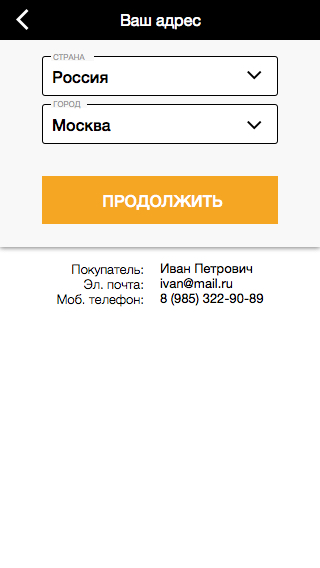 Ваш адрес
СТРАНА
Россия
ГОРОД
Москва
ПРОДОЛЖИТЬ
Покупатель: Иван Петрович
Эл. почта: ivan@mail.ru
Моб. телефон: 8 (985) 322-90-89